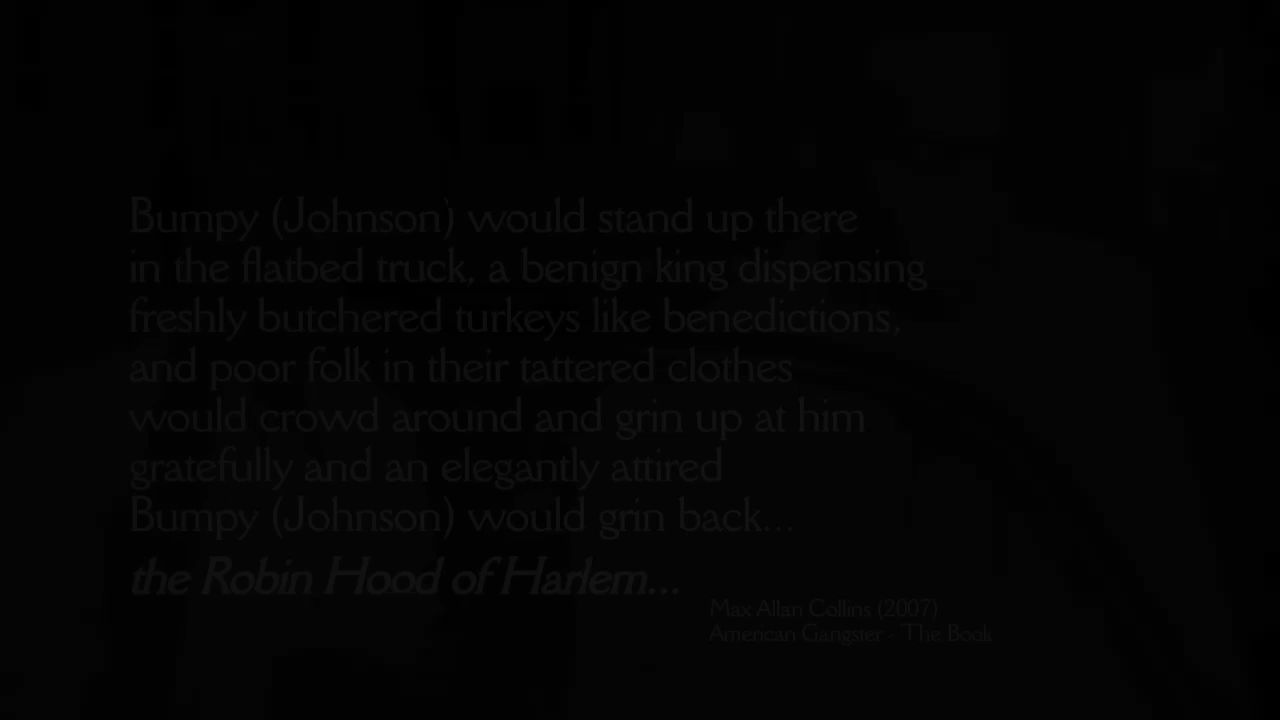 Bumpy (Johnson) would stand up there
in the flatbed truck, a benign king dispensing
freshly butchered turkeys like benedictions,
and poor folk in their tattered clothes
would crowd around and grin up at him
gratefully and an elegantly attired
Bumpy (Johnson) would grin back...
the Robin Hood of Harlem...
Max Allan Collins (2007)
American Gangster - The Book